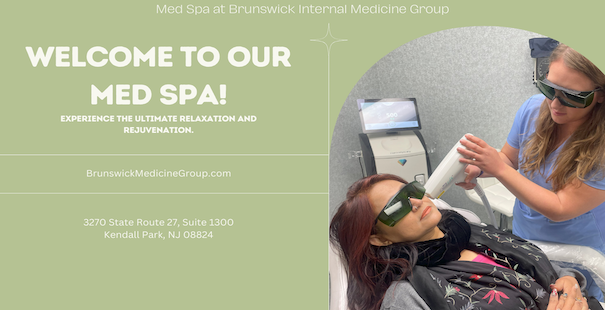 Med Spa at Brunswick Internal Medicine Group
WELCOME TO OUR
MED SPA!
EXPERIENCE THE ULTIMATE RELAXATION AND
REJUVENATION.
BrunswickMedicineGroup.com
3270 State Route 27, Suite 1300
Kendall Park, NJ 08824